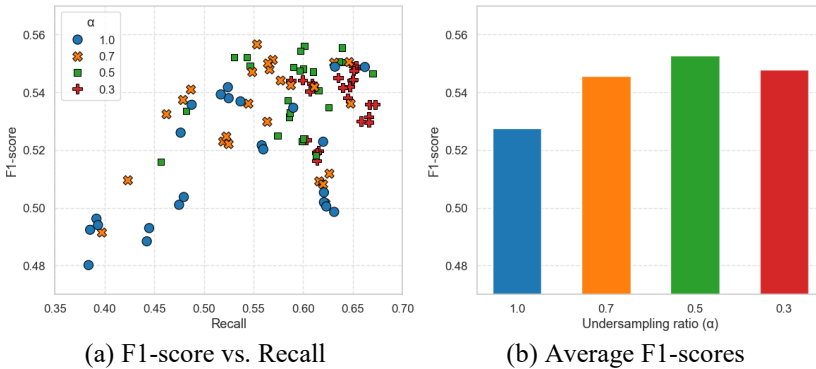 α
1.0
0.7
0.5
0.3
F1-score
0.56
0.54
0.52
0.50
0.48
0.35 0.40 0.45 0.50 0.55 0.60 0.65 0.70
Recall
(a) F1-score vs. Recall
F1-score
0.56
0.54
0.52
0.50
0.48
1.0 0.7 0.5 0.3
Undersampling ratio (α)
(b) Average F1-scores